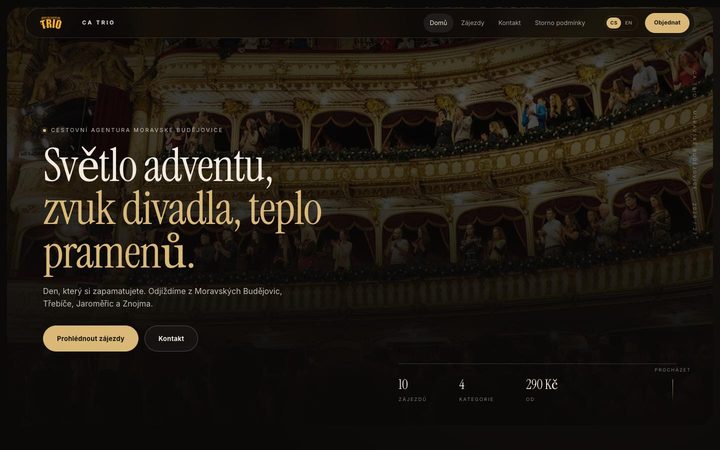 TRIO
CA TRIO
Domů
Zájezdy
Kontakt
Storno podmínky
CS
EN
Objednat
CESTOVNÍ AGENTURA MORAVSKÉ BUDĚJOVICE
Světlo adventu,
zvuk divadla, teplo
pramenů.
Den, který si zapamatujete. Odjíždíme z Moravských Budějovic,
Třebíče, Jaroměřic a Znojma.
Prohlédnout zájezdy
Kontakt
10
ZÁJEZDŮ
4
KATEGORIE
290 Kč
OD
PROCHÁZET